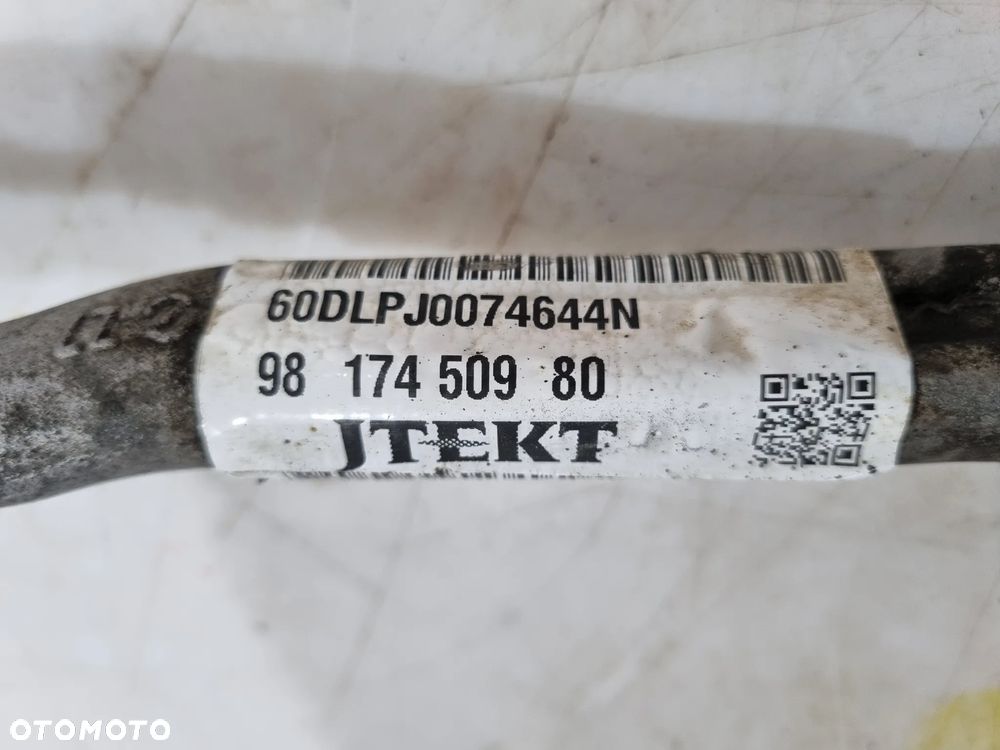 60DLPJ0074644N
98 174 509 80
JTEKT
OTOMOTO